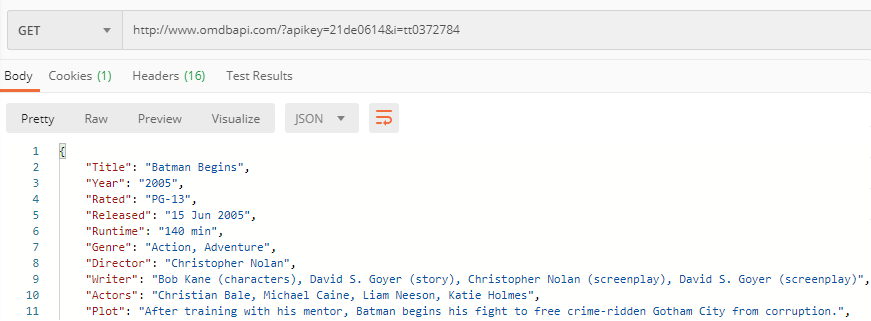 GET http://www.omdbapi.com/?apikey=21de0614&i=tt0372784
Body Cookies (1) Headers (16) Test Results
Pretty Raw Preview Visualize JSON
1 {
2 "Title": "Batman Begins",
3 "Year": "2005",
4 "Rated": "PG-13",
5 "Released": "15 Jun 2005",
6 "Runtime": "140 min",
7 "Genre": "Action, Adventure",
8 "Director": "Christopher Nolan",
9 "Writer": "Bob Kane (characters), David S. Goyer (story), Christopher Nolan (screenplay), David S. Goyer (screenplay)",
10 "Actors": "Christian Bale, Michael Caine, Liam Neeson, Katie Holmes",
11 "Plot": "After training with his mentor, Batman begins his fight to free crime-ridden Gotham City from corruption.",